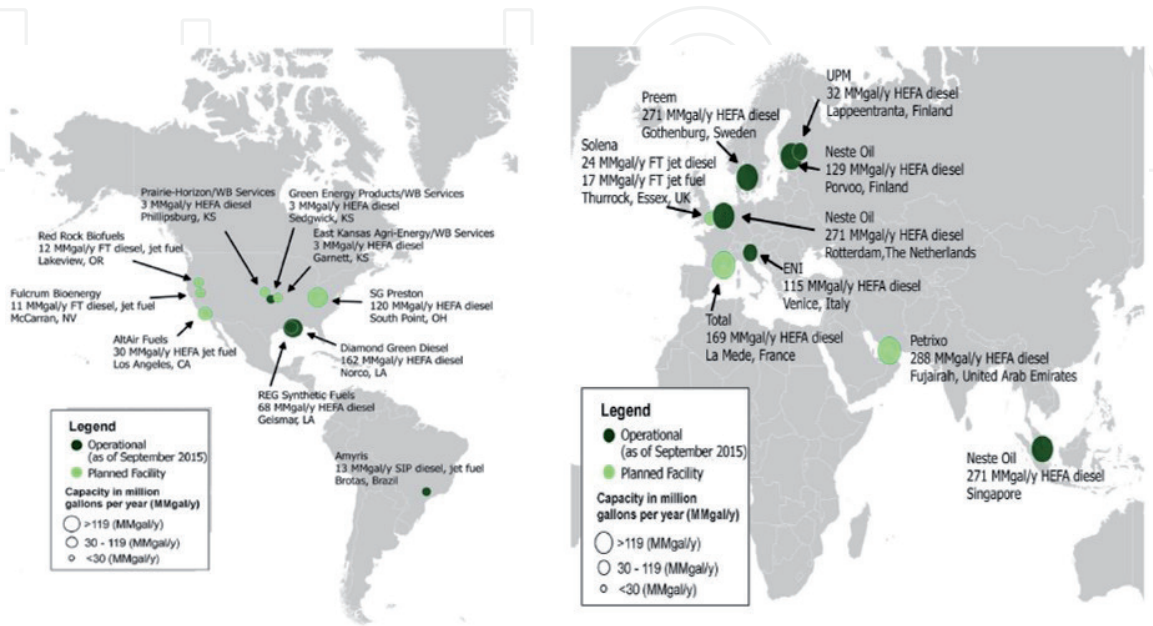 Prairie-Horizon/WB Services
3 MMgal/y HEFA diesel
Phillipsburg, KS
Green Energy Products/WB Services
3 MMgal/y HEFA diesel
Sedgwick, KS
East Kansas Agri-Energy/WB Services
3 MMgal/y HEFA diesel
Garnett, KS
Red Rock Biofuels
12 MMgal/y FT diesel, jet fuel
Lakeview, OR
Fulcrum Bioenergy
11 MMgal/y FT diesel, jet fuel
McCarran, NV
SG Preston
120 MMgal/y HEFA diesel
South Point, OH
AltAir Fuels
30 MMgal/y HEFA jet fuel
Los Angeles, CA
Diamond Green Diesel
162 MMgal/y HEFA diesel
Norco, LA
REG Synthetic Fuels
68 MMgal/y HEFA diesel
Geismar, LA
Amyris
13 MMgal/y SIP diesel, jet fuel
Brotas, Brazil
Legend
Operational
(as of September 2015)
Planned Facility
Capacity in million
gallons per year (MMgal/y)
>119 (MMgal/y)
30 - 119 (MMgal/y)
<30 (MMgal/y)
UPM
32 MMgal/y HEFA diesel
Lappeentranta, Finland
Preem
271 MMgal/y HEFA diesel
Gothenburg, Sweden
Solena
24 MMgal/y FT jet diesel
17 MMgal/y FT jet fuel
Thurrock, Essex, UK
Neste Oil
129 MMgal/y HEFA diesel
Porvoo, Finland
Neste Oil
271 MMgal/y HEFA diesel
Rotterdam,The Netherlands
ENI
115 MMgal/y HEFA diesel
Venice, Italy
Total
169 MMgal/y HEFA diesel
La Mede, France
Petrixo
288 MMgal/y HEFA diesel
Fujairah, United Arab Emirates
Neste Oil
271 MMgal/y HEFA diesel
Singapore
Legend
Operational
(as of September 2015)
Planned Facility
Capacity in million
gallons per year (MMgal/y)
>119 (MMgal/y)
30 - 119 (MMgal/y)
<30 (MMgal/y)